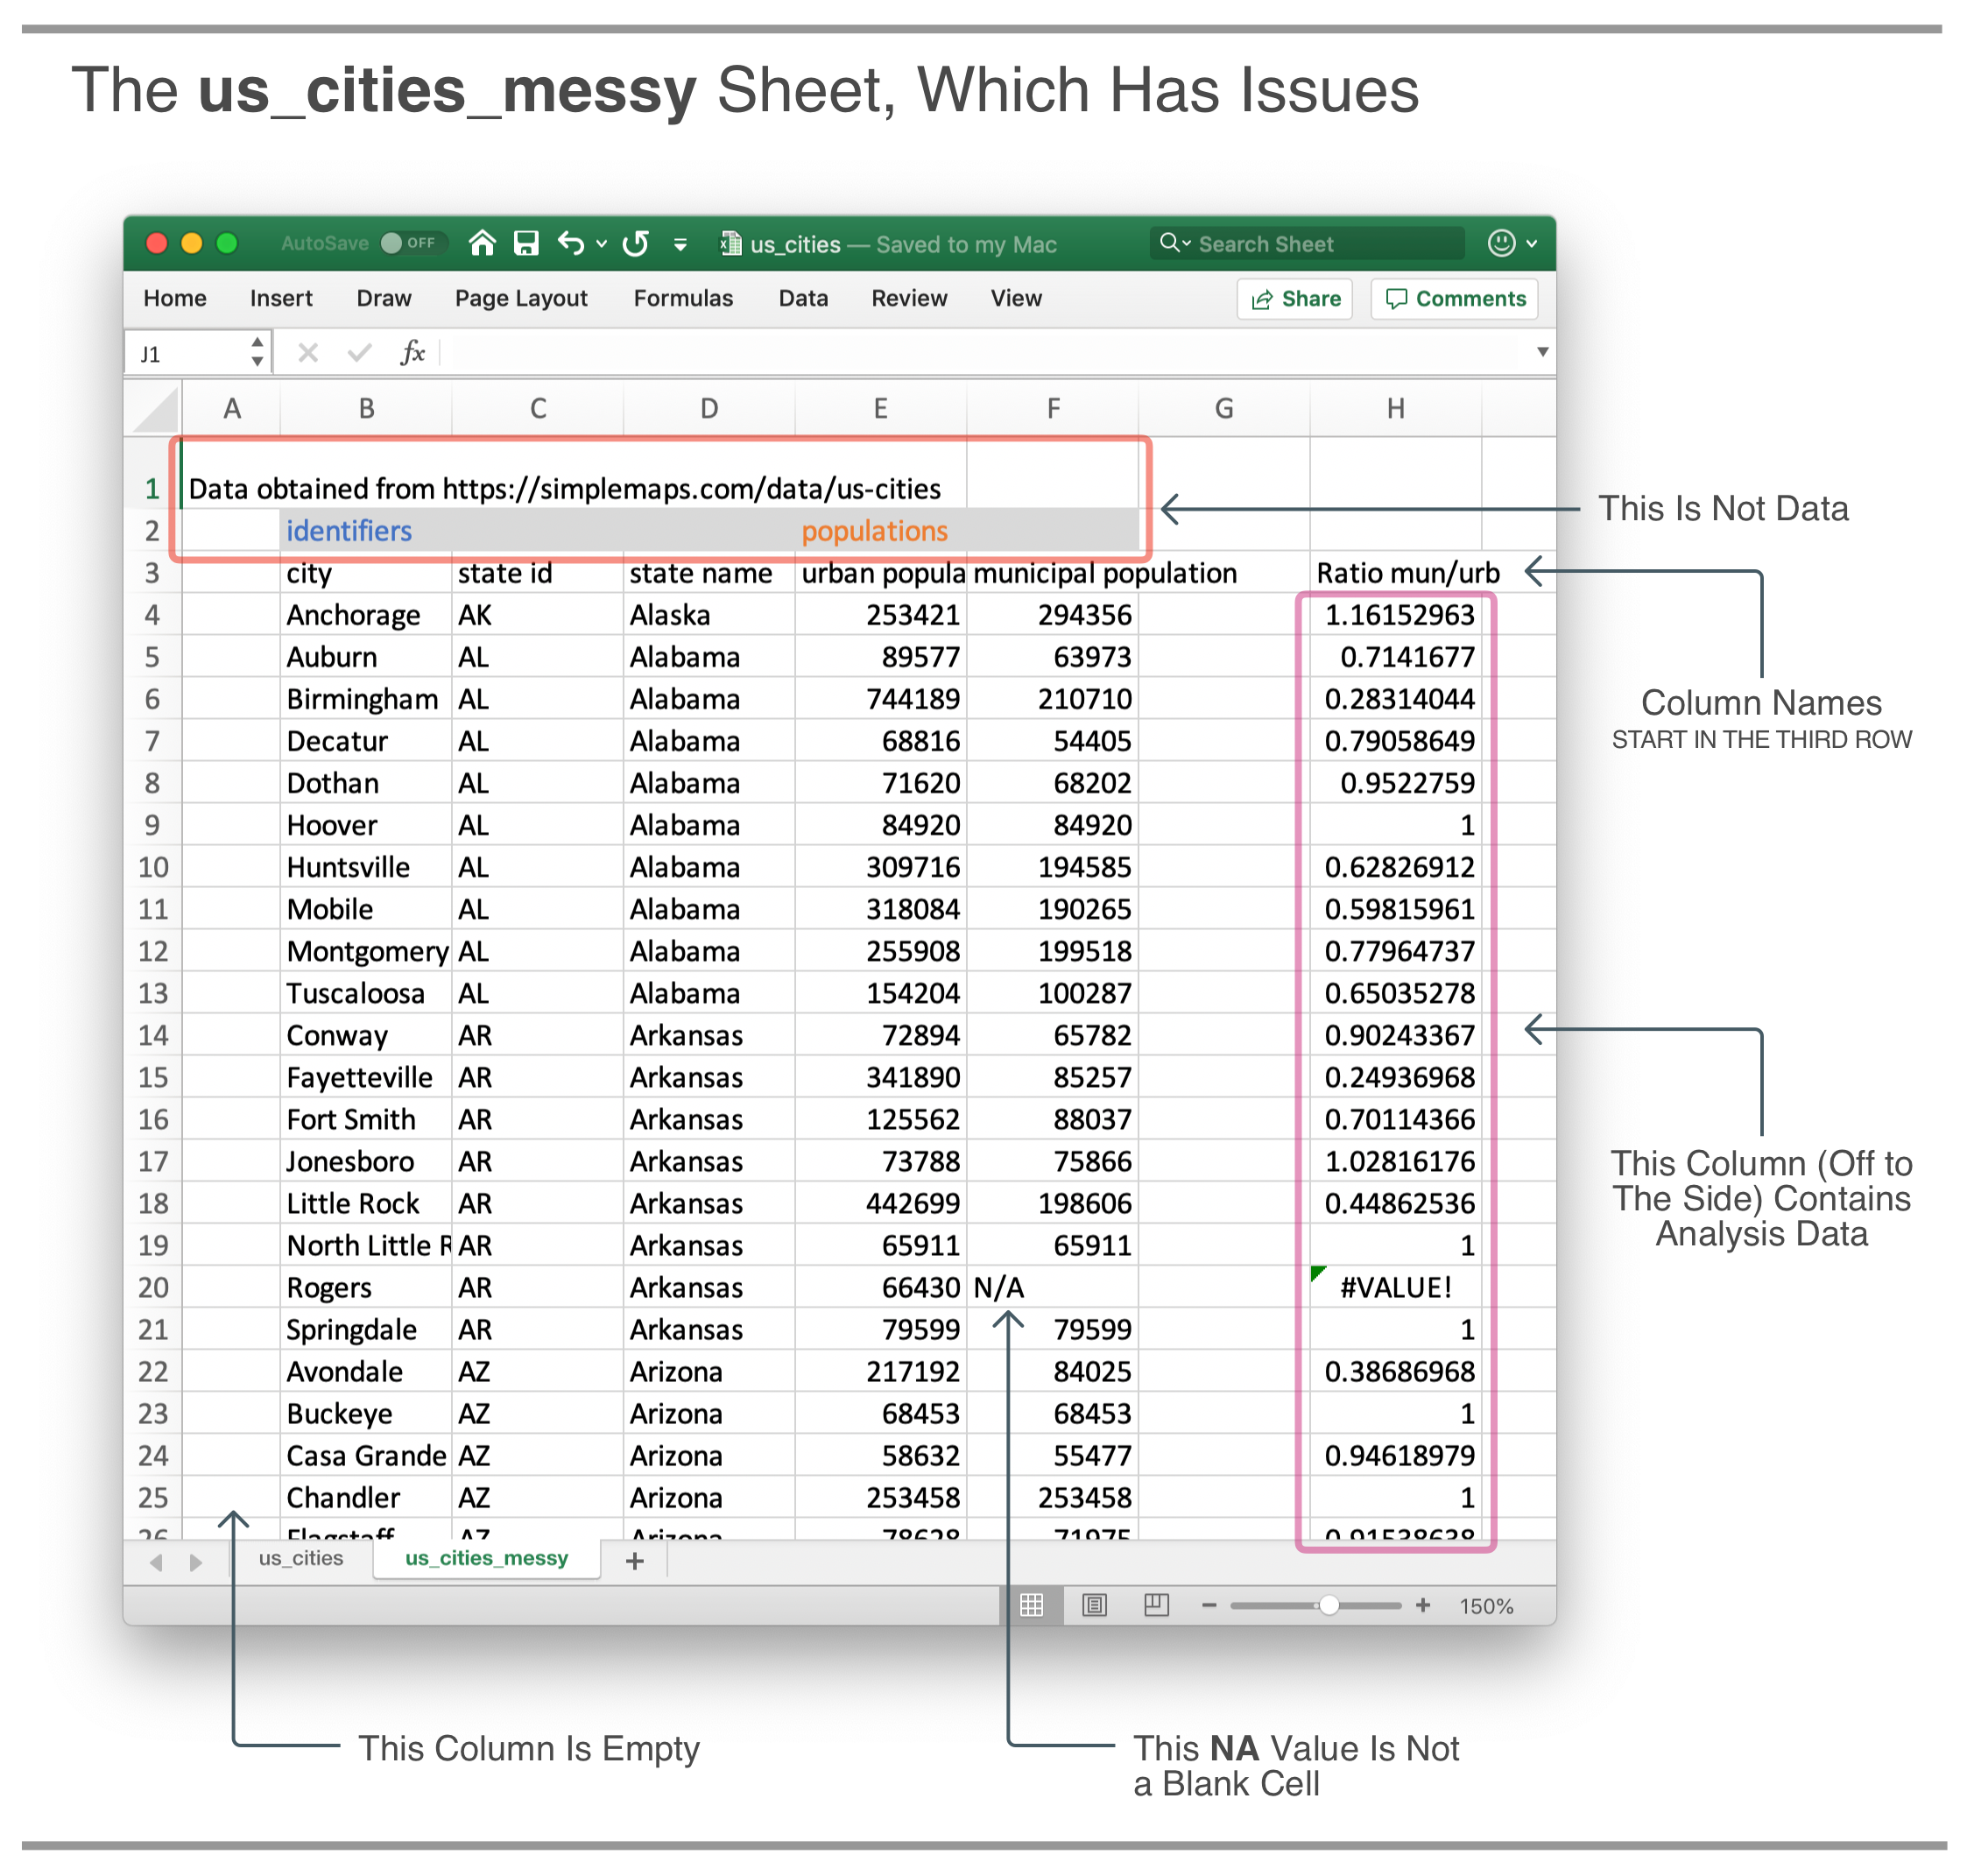 The us_cities_messy Sheet, Which Has Issues
AutoSave OFF us_cities — Saved to my Mac Search Sheet
Home Insert Draw Page Layout Formulas Data Review View Share Comments
J1 fx
A B C D E F G H
1 Data obtained from https://simplemaps.com/data/us-cities
This Is Not Data
2 identifiers populations
3 city state id state name urban popula municipal population Ratio mun/urb
4 Anchorage AK Alaska 253421 294356 1.16152963
5 Auburn AL Alabama 89577 63973 0.7141677
6 Birmingham AL Alabama 744189 210710 0.28314044
Column Names
7 Decatur AL Alabama 68816 54405 0.79058649
START IN THE THIRD ROW
8 Dothan AL Alabama 71620 68202 0.9522759
9 Hoover AL Alabama 84920 84920 1
10 Huntsville AL Alabama 309716 194585 0.62826912
11 Mobile AL Alabama 318084 190265 0.59815961
12 Montgomery AL Alabama 255908 199518 0.77964737
13 Tuscaloosa AL Alabama 154204 100287 0.65035278
14 Conway AR Arkansas 72894 65782 0.90243367
15 Fayetteville AR Arkansas 341890 85257 0.24936968
16 Fort Smith AR Arkansas 125562 88037 0.70114366
17 Jonesboro AR Arkansas 73788 75866 1.02816176
This Column (Off to
18 Little Rock AR Arkansas 442699 198606 0.44862536
The Side) Contains
Analysis Data
19 North Little R AR Arkansas 65911 65911 1
20 Rogers AR Arkansas 66430 N/A #VALUE!
21 Springdale AR Arkansas 79599 79599 1
22 Avondale AZ Arizona 217192 84025 0.38686968
23 Buckeye AZ Arizona 68453 68453 1
24 Casa Grande AZ Arizona 58632 55477 0.94618979
25 Chandler AZ Arizona 253458 253458 1
26 Flagstaff AZ Arizona 78628 71975 0.91538638
us_cities us_cities_messy +
150%
This Column Is Empty
This NA Value Is Not
a Blank Cell